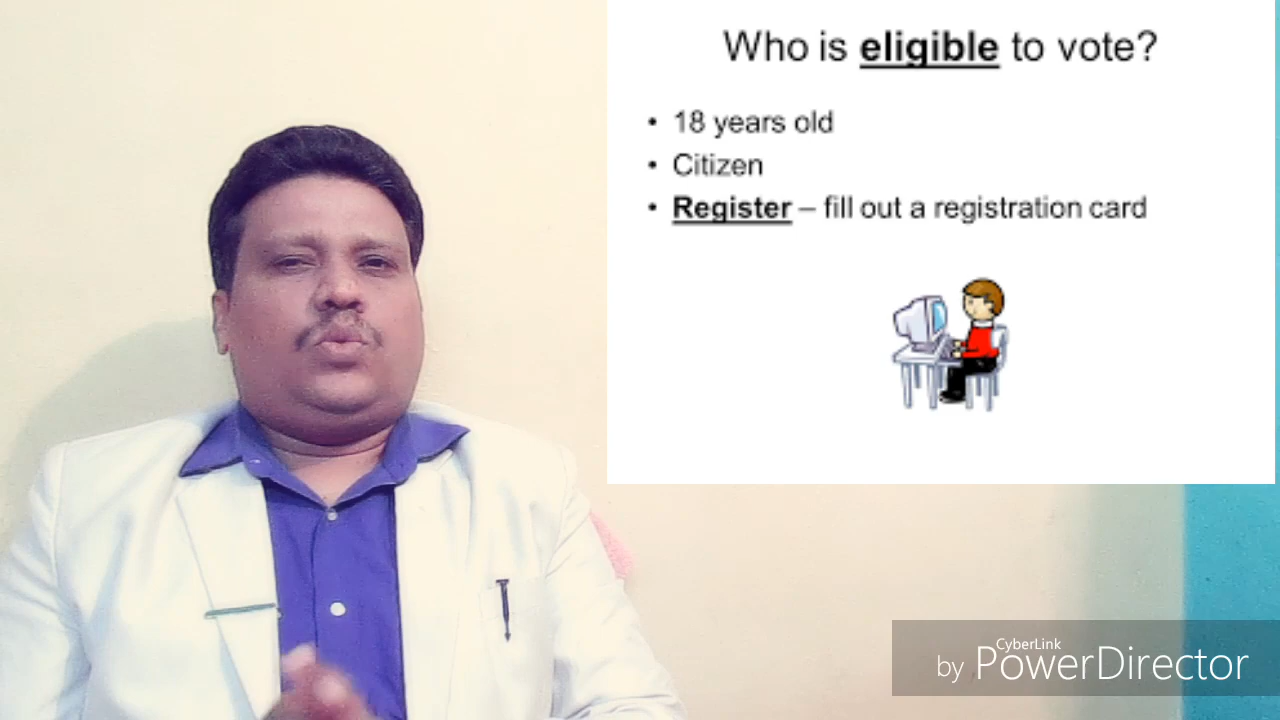 Who is eligible to vote?
• 18 years old
• Citizen
• Register – fill out a registration card
CyberLink
by PowerDirector